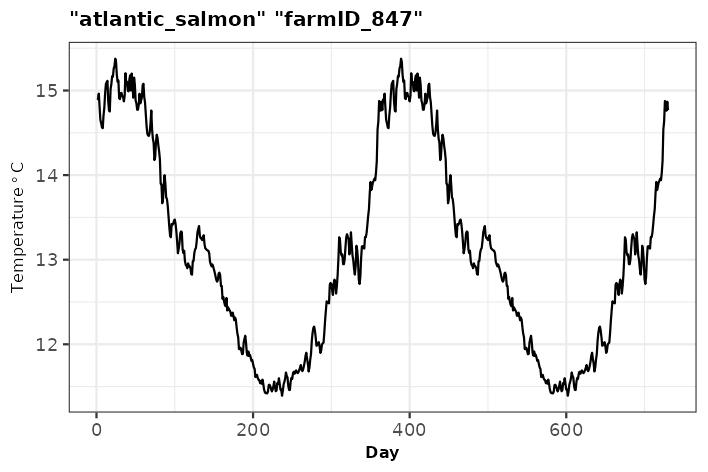 "atlantic_salmon" "farmID_847"
Temperature °C
15
14
13
12
0 200 400 600
Day